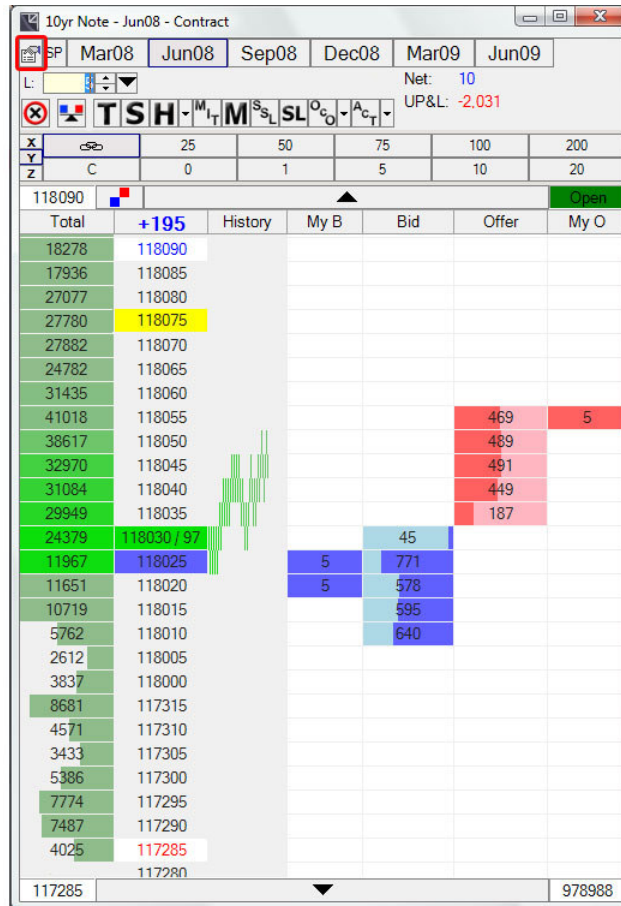 10yr Note - Jun08 - Contract
SP Mar08 Jun08 Sep08 Dec08 Mar09 Jun09
L: Net: 10
T S H MIT M SSL SL OCO ACT UP&L: -2,031
X 25 50 75 100 200
Y
Z C 0 1 5 10 20
118090 Open
Total +195 History My B Bid Offer My O
18278 118090
17936 118085
27077 118080
27780 118075
27882 118070
24782 118065
31435 118060
41018 118055 469 5
38617 118050 489
32970 118045 491
31084 118040 449
29949 118035 187
24379 118030 / 97 45
11967 118025 5 771
11651 118020 5 578
10719 118015 595
5762 118010 640
2612 118005
3837 118000
8681 117315
4571 117310
3433 117305
5386 117300
7774 117295
7487 117290
4025 117285
117280
117285 978988